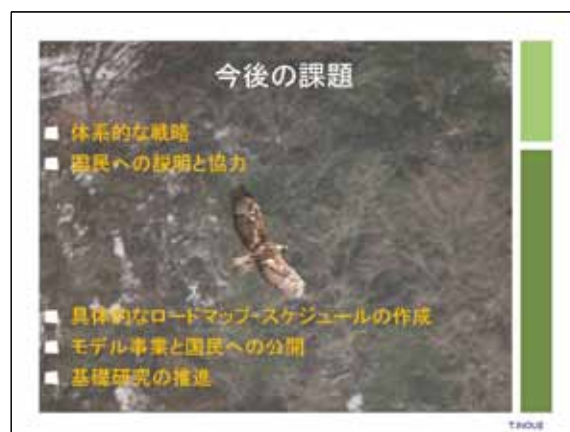 今後の課題
■ 体系的な戦略
■ 国民への説明と協力
■ 具体的なロードマップ・スケジュールの作成
■ モデル事業と国民への公開
■ 基礎研究の推進
T.INOUE